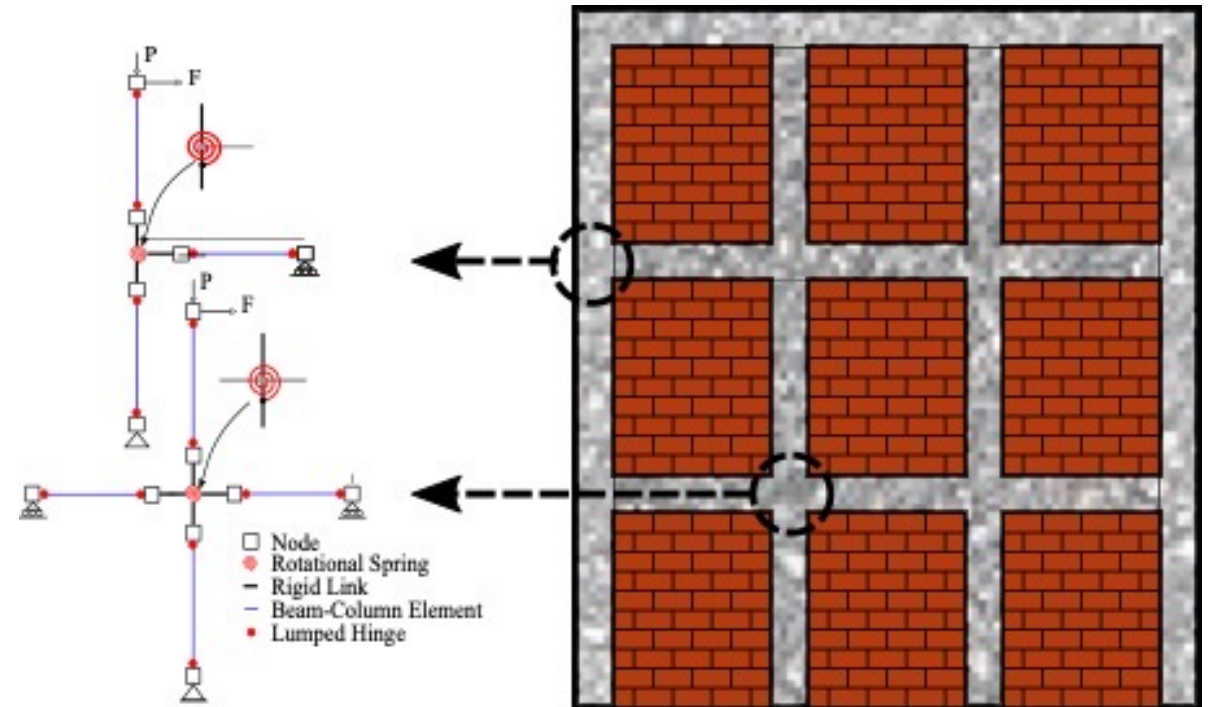 P
F
P
F
Node
Rotational Spring
Rigid Link
Beam-Column Element
Lumped Hinge